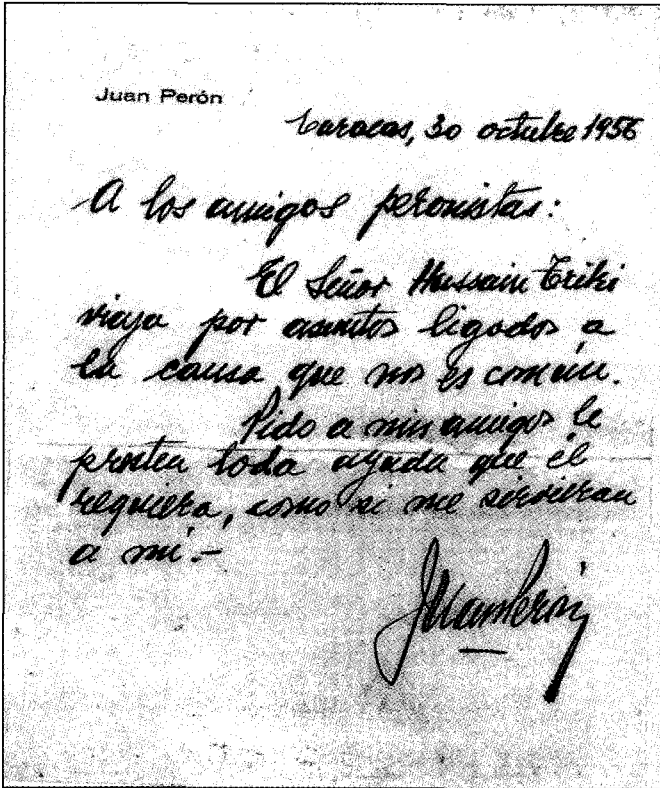 Juan Perón
Caracas, 30 octubre 1956
A los amigos peronistas:
El Señor Hussain Triki
viaja por asuntos ligados a
la causa que nos es común.
Pido a mis amigos le
presten toda ayuda que él
requiera, como si me sirvieran
a mí.-
Juan Perón